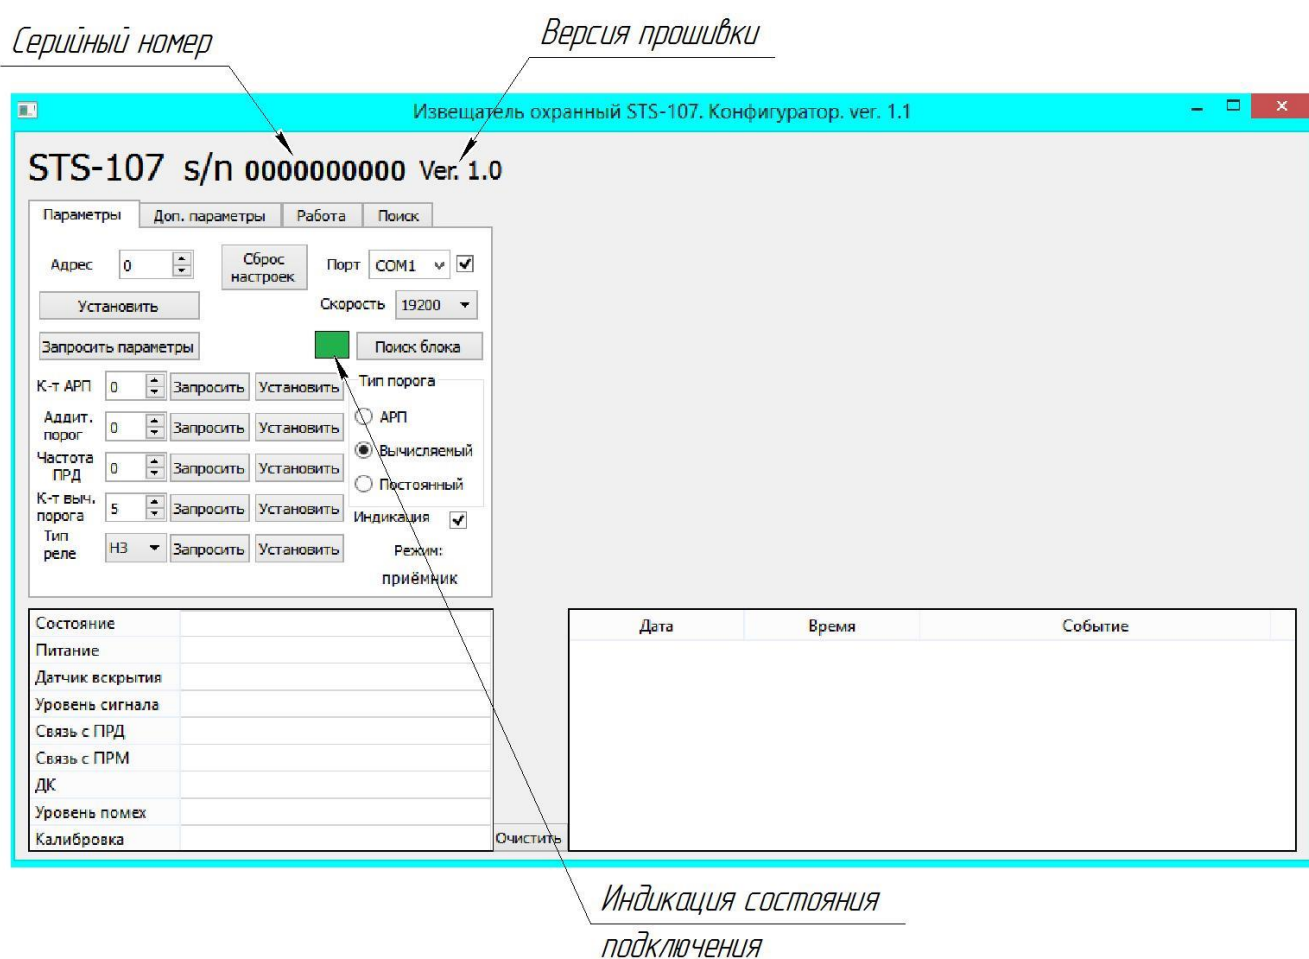 Серийный номер
Версия прошивки
Извещатель охранный STS-107. Конфигуратор. ver. 1.1
STS-107 s/n 0000000000 Ver. 1.0
Параметры Доп. параметры Работа Поиск
Адрес 0 Сброс настроек Порт COM1
Установить Скорость 19200
Запросить параметры Поиск блока
К-т АРП 0 Запросить Установить Тип порога
Аддит. порог 0 Запросить Установить АРП
Частота ПРД 0 Запросить Установить Вычисляемый
Постоянный
К-т выч. порога 5 Запросить Установить Индикация
Тип реле НЗ Запросить Установить Режим:
приёмник
Состояние
Питание
Датчик вскрытия
Уровень сигнала
Связь с ПРД
Связь с ПРМ
ДК
Уровень помех
Калибровка
Очистить
Дата Время Событие
Индикация состояния
подключения